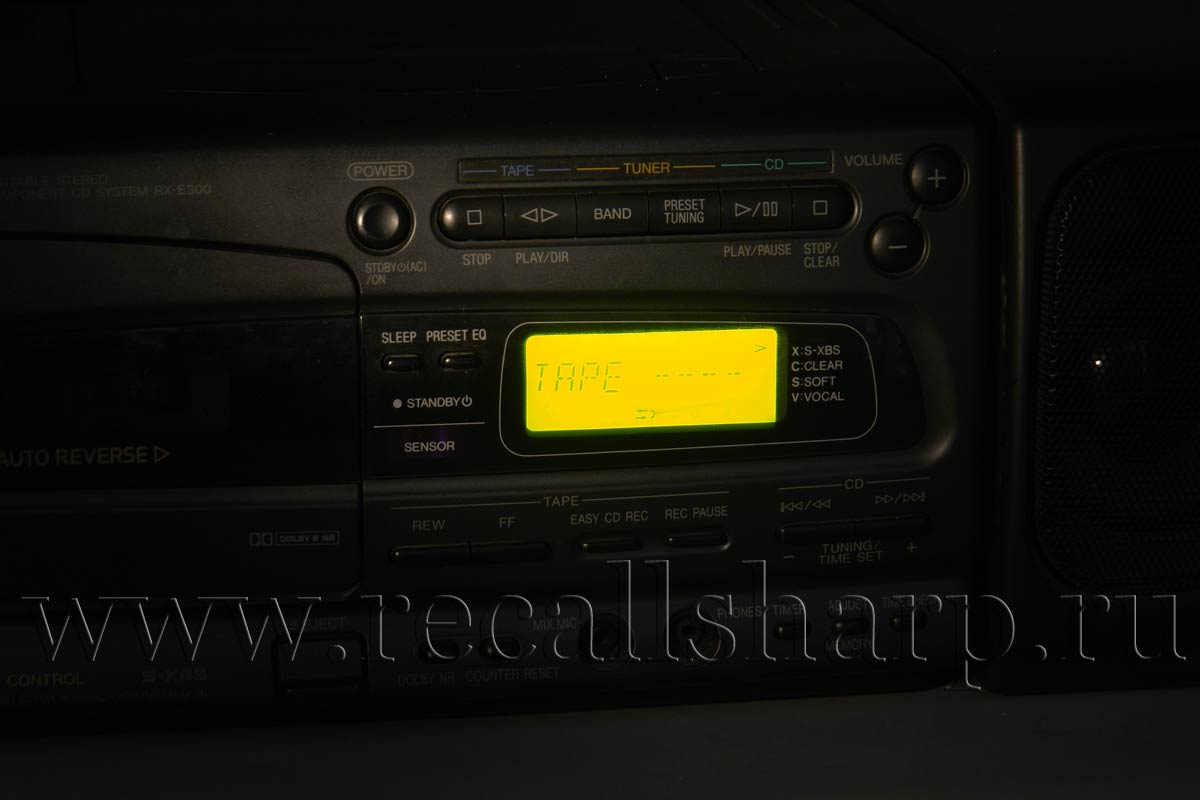 POWER
TAPE TUNER CD
VOLUME
COMPONENT CD SYSTEM RX-E300
BAND
PRESET TUNING
STDBY (AC)
/ON
STOP
PLAY/DIR
PLAY/PAUSE
STOP/
CLEAR
SLEEP PRESET EQ
STANDBY
SENSOR
TAPE ---- >
X:S-XBS
C:CLEAR
S:SOFT
V:VOCAL
AUTO REVERSE
DOLBY B NR
TAPE
REW FF EASY CD REC REC PAUSE
CD
− TUNING/ +
TIME SET
www.recallsharp.ru
EJECT
MIX MIC
PHONES TIMER ADJUST
MEMORY
DOLBY NR COUNTER RESET
CONTROL S-XBS